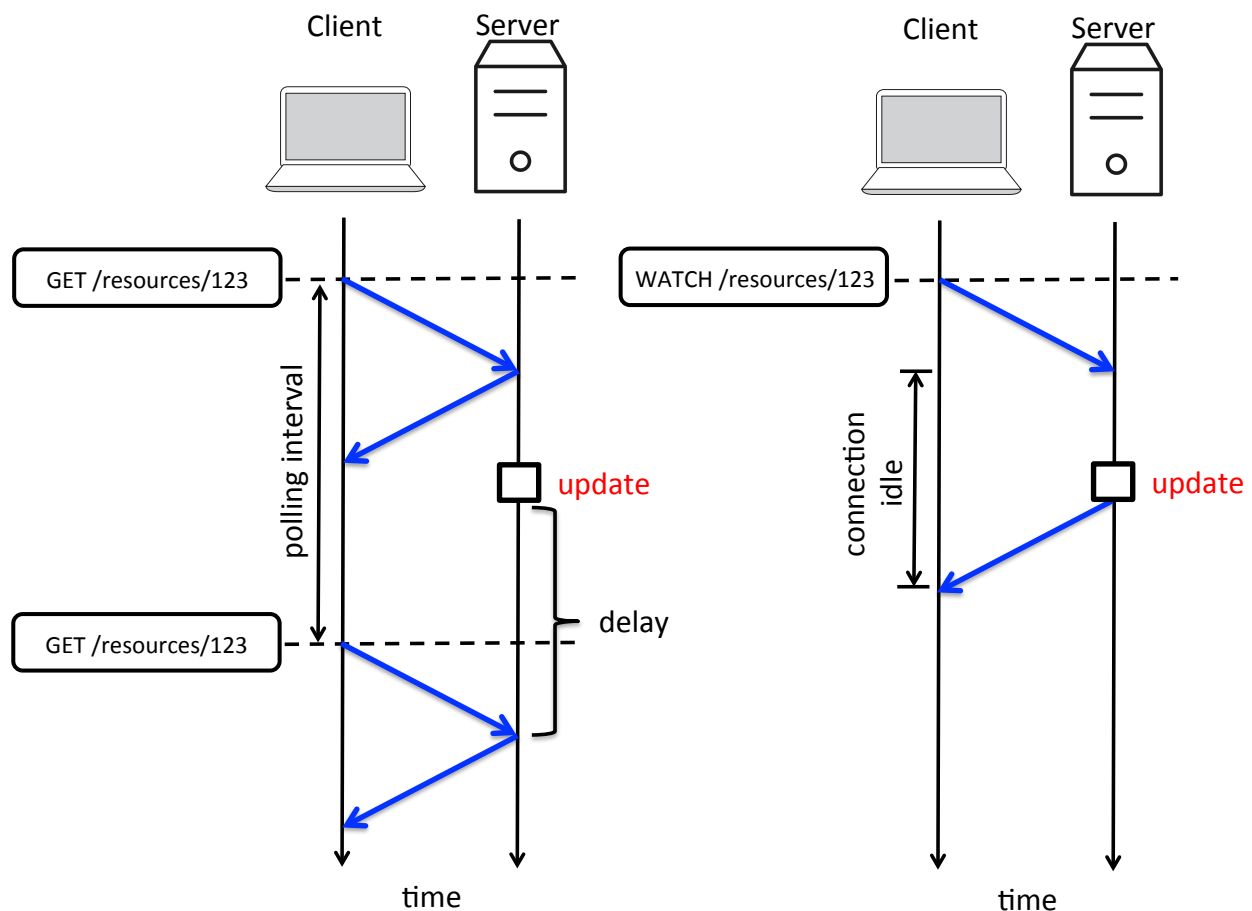 Client
Server
GET /resources/123
polling interval
update
delay
GET /resources/123
time
Client
Server
WATCH /resources/123
connection
idle
update
time